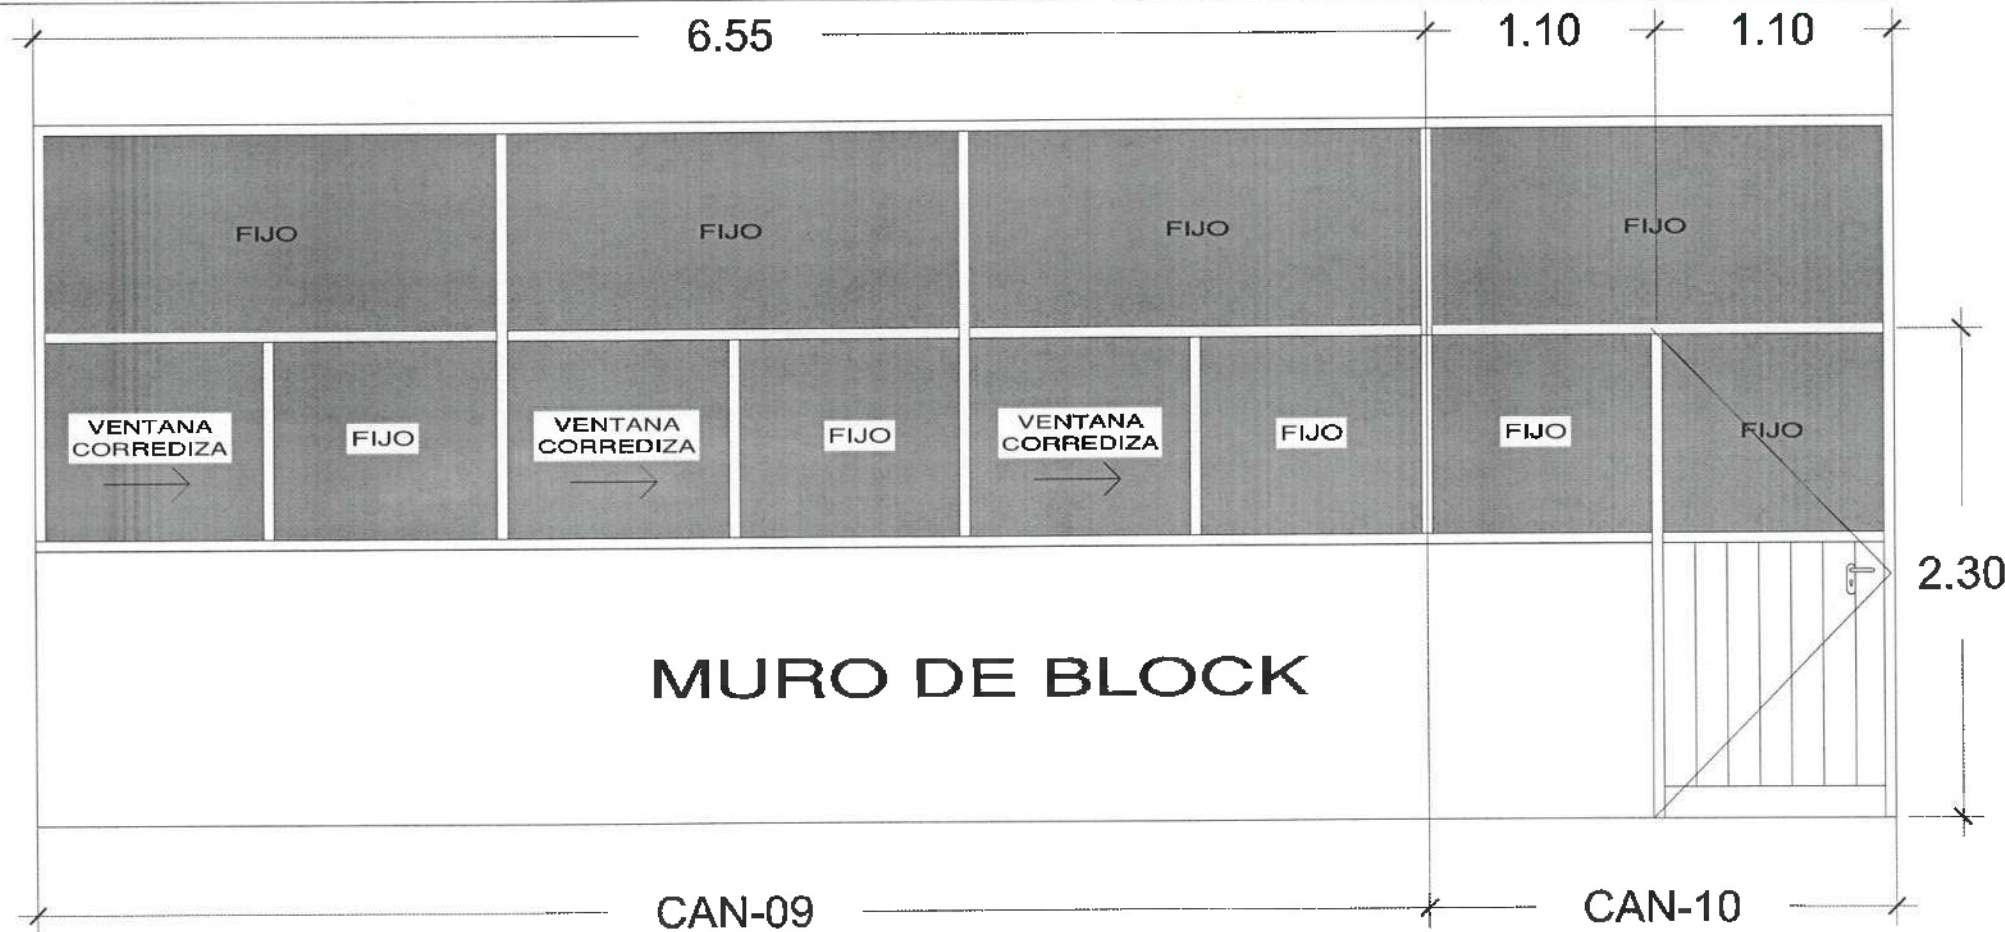 6.55
1.10
1.10
FIJO
FIJO
FIJO
FIJO
VENTANA
CORREDIZA
FIJO
VENTANA
CORREDIZA
FIJO
VENTANA
CORREDIZA
FIJO
FIJO
FIJO
2.30
MURO DE BLOCK
CAN-09
CAN-10